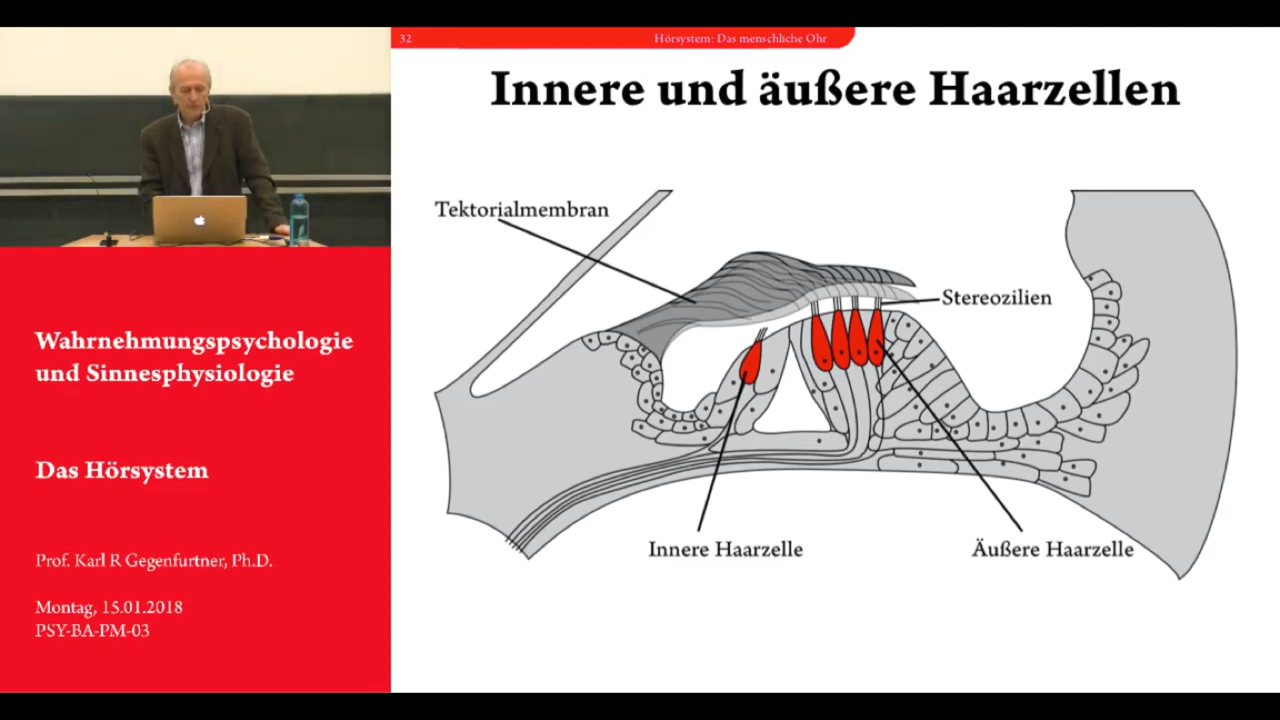 32
Hörsystem: Das menschliche Ohr
Innere und äußere Haarzellen
Tektorialmembran
Stereozilien
Innere Haarzelle
Äußere Haarzelle
Wahrnehmungspsychologie
und Sinnesphysiologie
Das Hörsystem
Prof. Karl R Gegenfurtner, Ph.D.
Montag, 15.01.2018
PSY-BA-PM-03